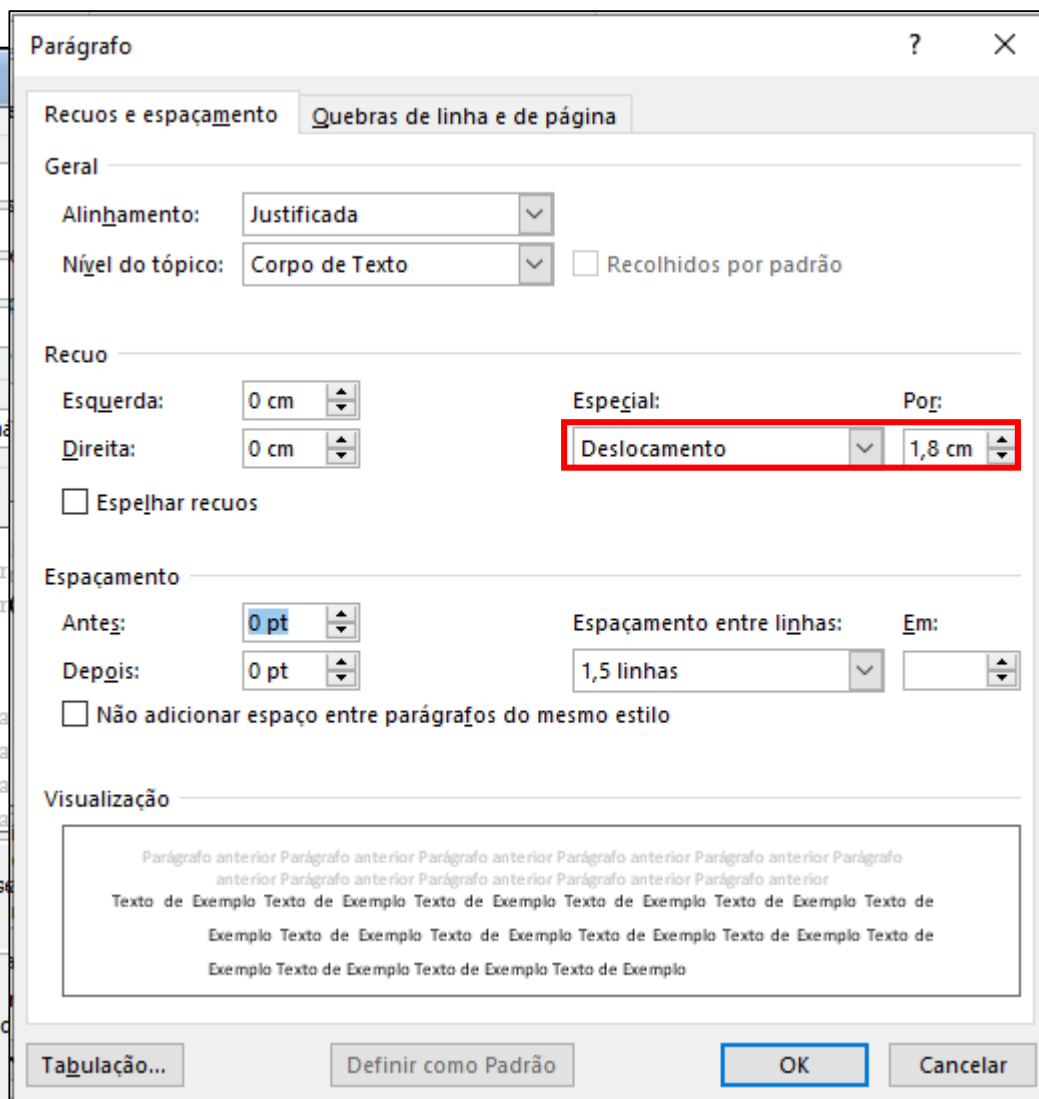 Parágrafo ?
Recuos e espaçamento Quebras de linha e de página
Geral
Alinhamento: Justificada
Nível do tópico: Corpo de Texto Recolhidos por padrão
Recuo
Esquerda: 0 cm Especial: Por:
Direita: 0 cm Deslocamento 1,8 cm
Espelhar recuos
Espaçamento
Antes: 0 pt Espaçamento entre linhas: Em:
Depois: 0 pt 1,5 linhas
Não adicionar espaço entre parágrafos do mesmo estilo
Visualização
Parágrafo anterior Parágrafo anterior Parágrafo anterior Parágrafo anterior Parágrafo anterior Parágrafo
anterior Parágrafo anterior Parágrafo anterior Parágrafo anterior Parágrafo anterior
Texto de Exemplo Texto de Exemplo Texto de Exemplo Texto de Exemplo Texto de Exemplo Texto de
Exemplo Texto de Exemplo Texto de Exemplo Texto de Exemplo Texto de Exemplo Texto de
Exemplo Texto de Exemplo Texto de Exemplo Texto de Exemplo
Tabulação... Definir como Padrão OK Cancelar